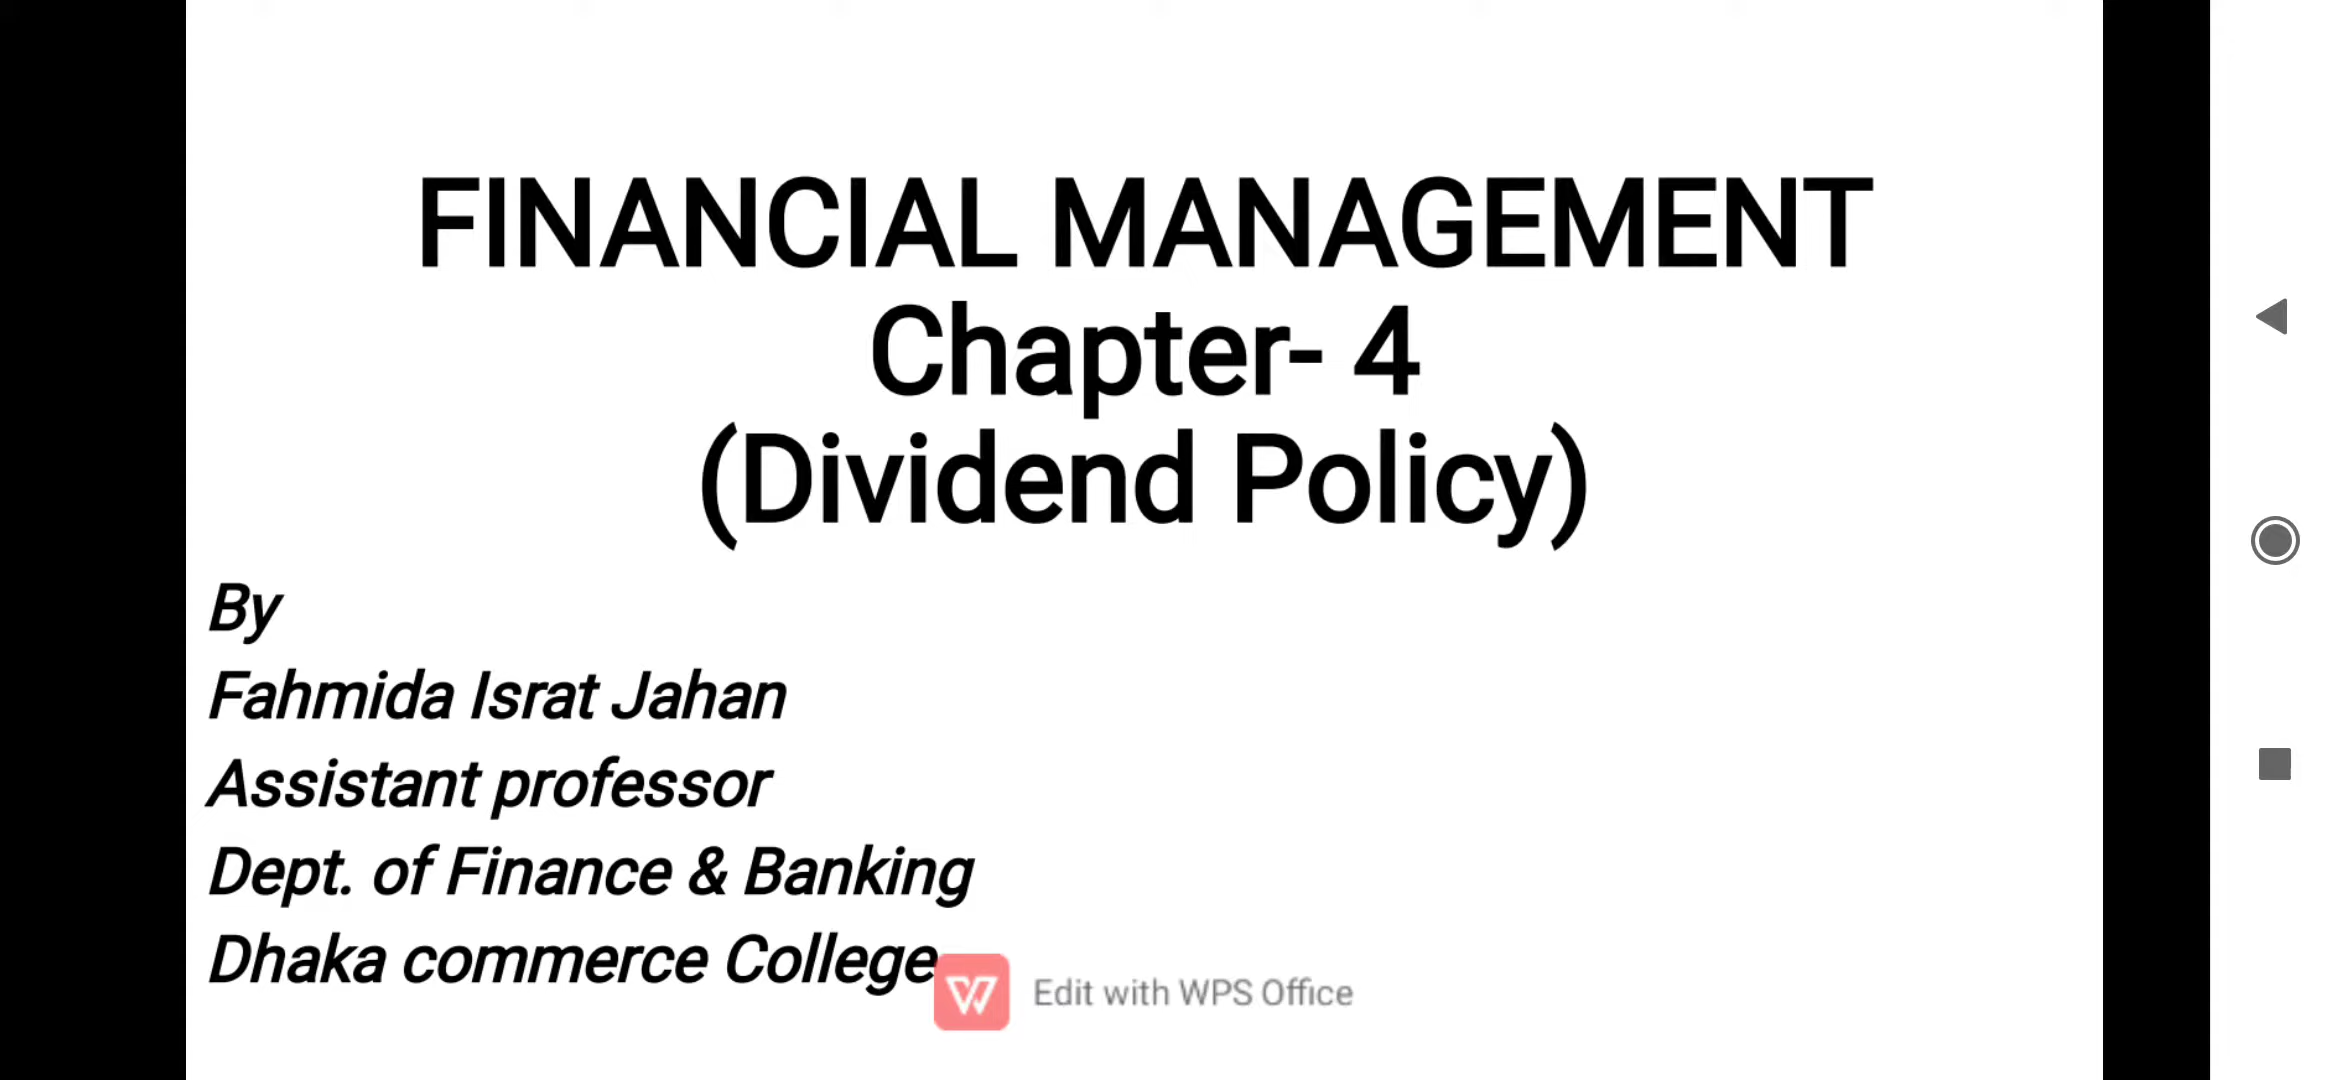 FINANCIAL MANAGEMENT
Chapter- 4
(Dividend Policy)
By
Fahmida Israt Jahan
Assistant professor
Dept. of Finance & Banking
Dhaka commerce College
W Edit with WPS Office